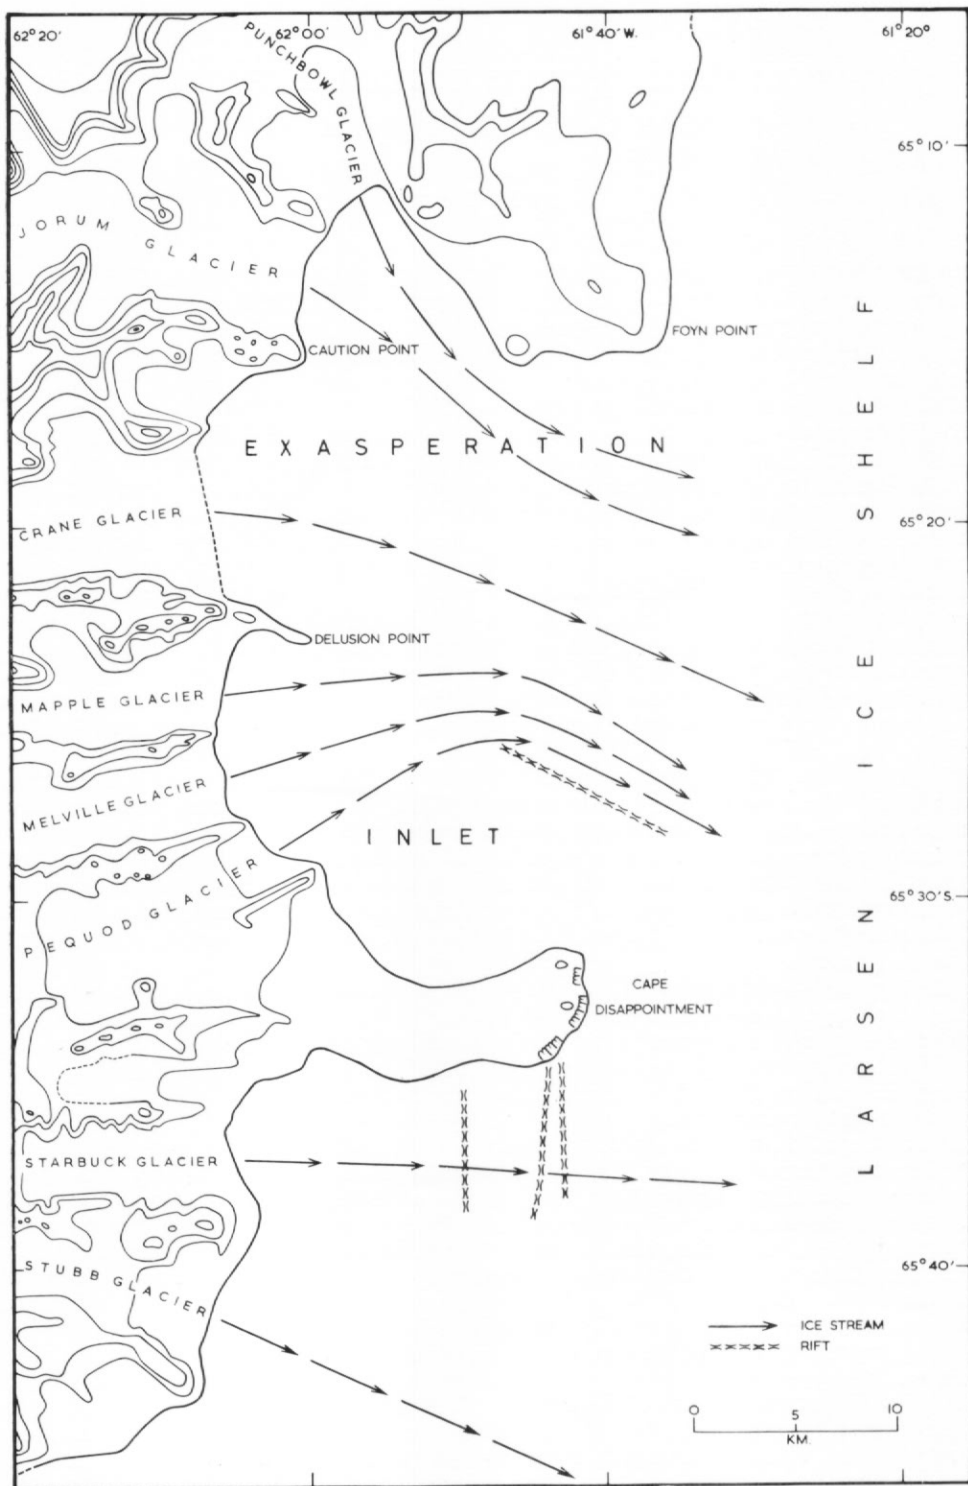 62° 20'
62° 00'
61° 40' W.
61° 20'
PUNCHBOWL GLACIER
65° 10'
JORUM GLACIER
FOYN POINT
CAUTION POINT
EXASPERATION
CRANE GLACIER
65° 20'
DELUSION POINT
MAPPLE GLACIER
MELVILLE GLACIER
INLET
PEQUOD GLACIER
65° 30' S.
CAPE
DISAPPOINTMENT
LARSEN ICE SHELF
STARBUCK GLACIER
STUBB GLACIER
65° 40'
ICE STREAM
RIFT
0 5 10
KM.